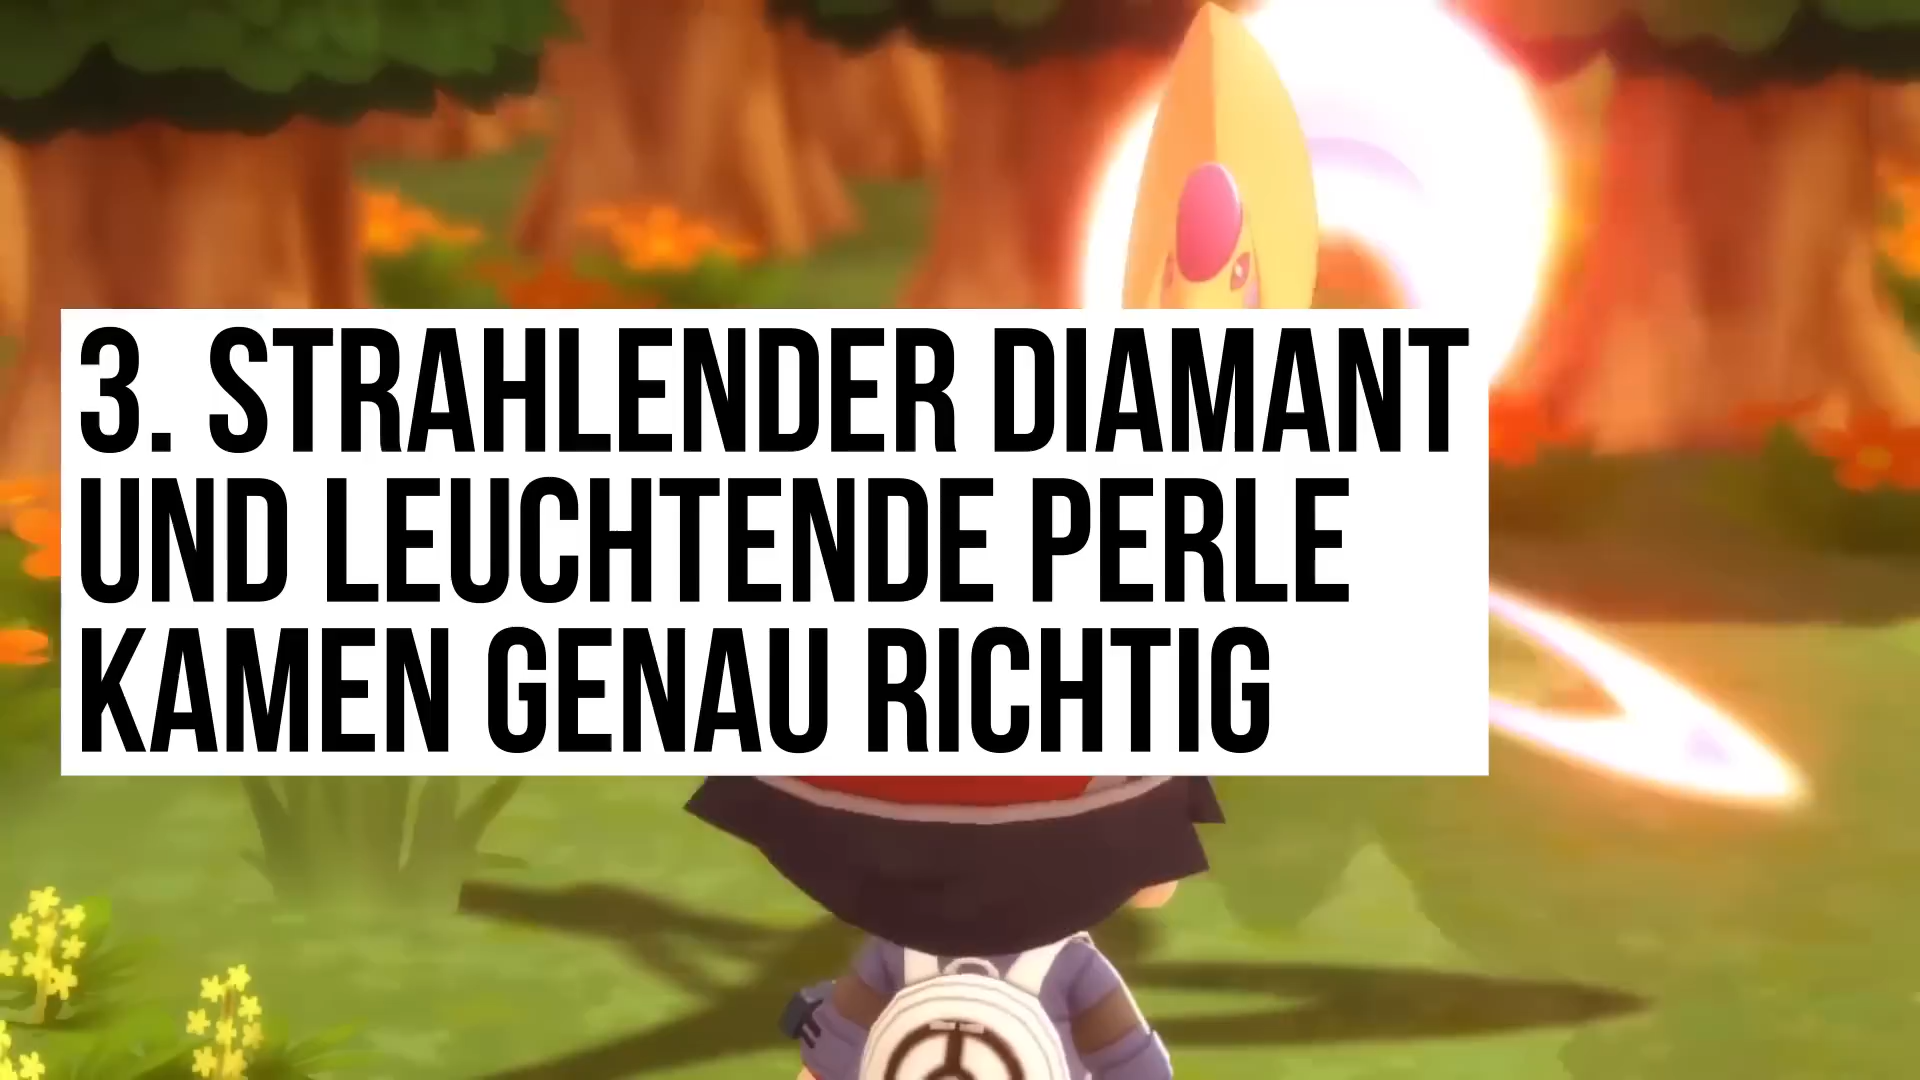 3. STRAHLENDER DIAMANT
UND LEUCHTENDE PERLE
KAMEN GENAU RICHTIG